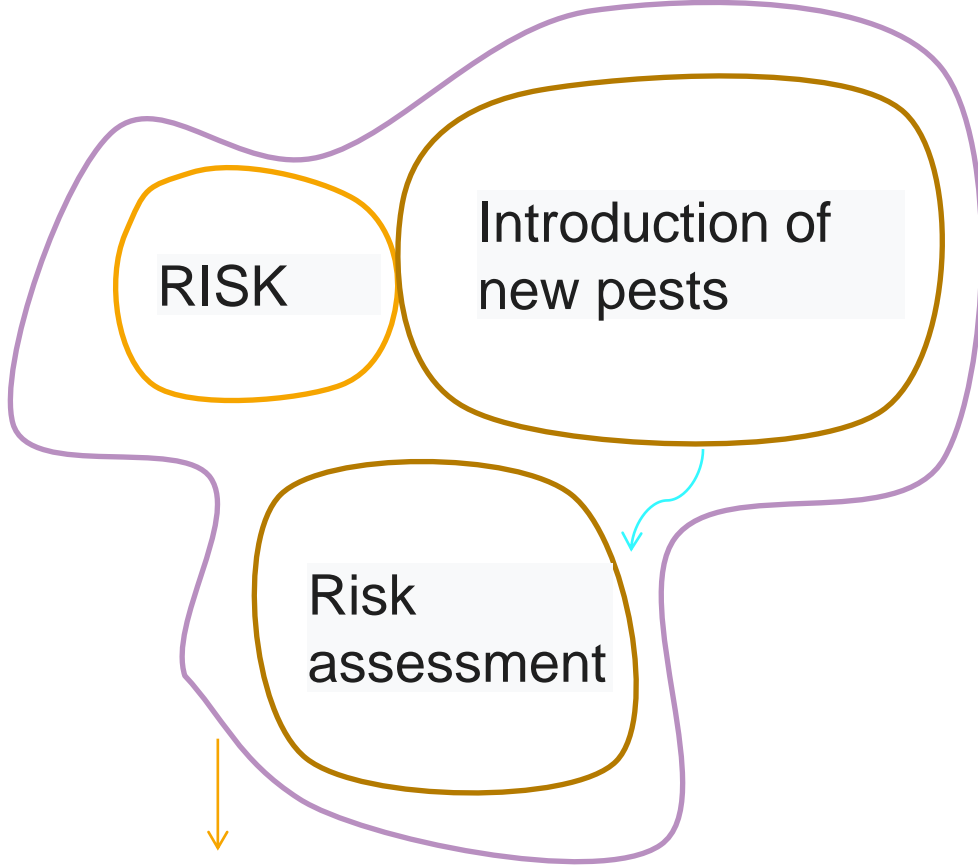 RISK
Introduction of
new pests
Risk
assessment